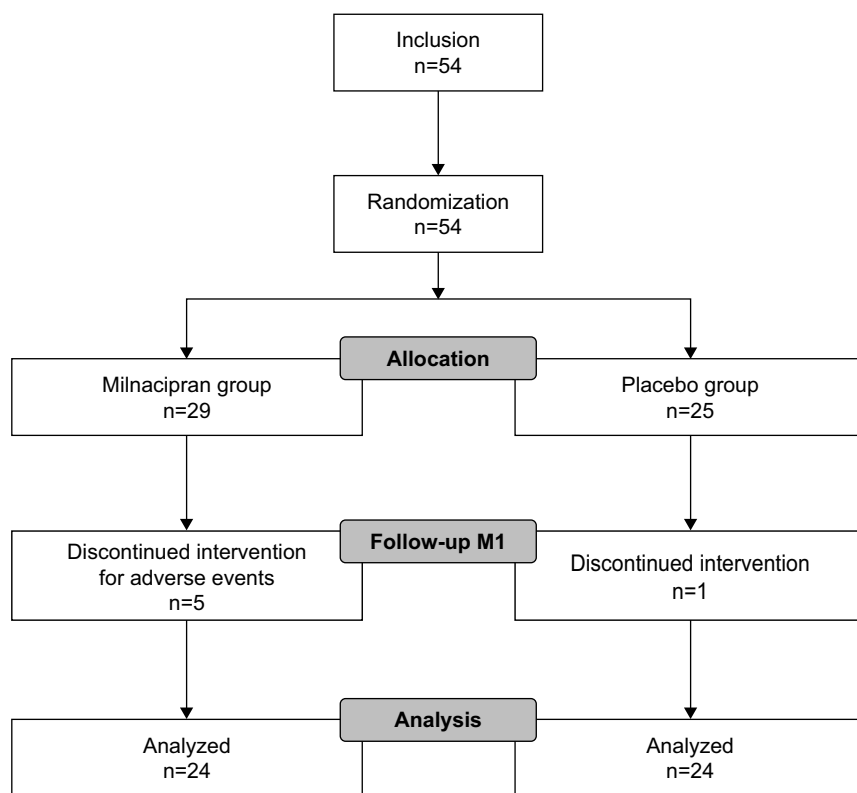 Inclusion
n=54
Randomization
n=54
Allocation
Milnacipran group
n=29
Placebo group
n=25
Follow-up M1
Discontinued intervention
for adverse events
n=5
Discontinued intervention
n=1
Analysis
Analyzed
n=24
Analyzed
n=24